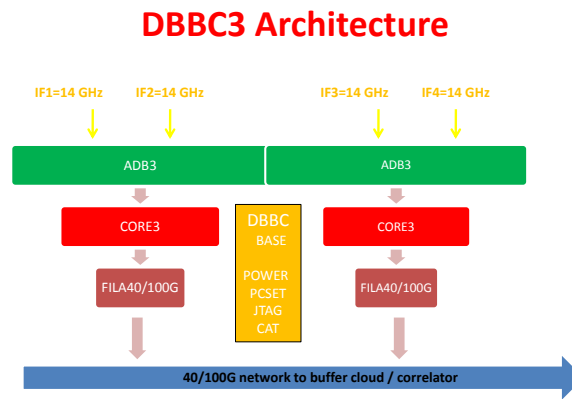 DBBC3 Architecture
IF1=14 GHz IF2=14 GHz IF3=14 GHz IF4=14 GHz
ADB3 ADB3
CORE3 DBBC CORE3
BASE
FILA40/100G POWER FILA40/100G
PCSET
JTAG
CAT
40/100G network to buffer cloud / correlator